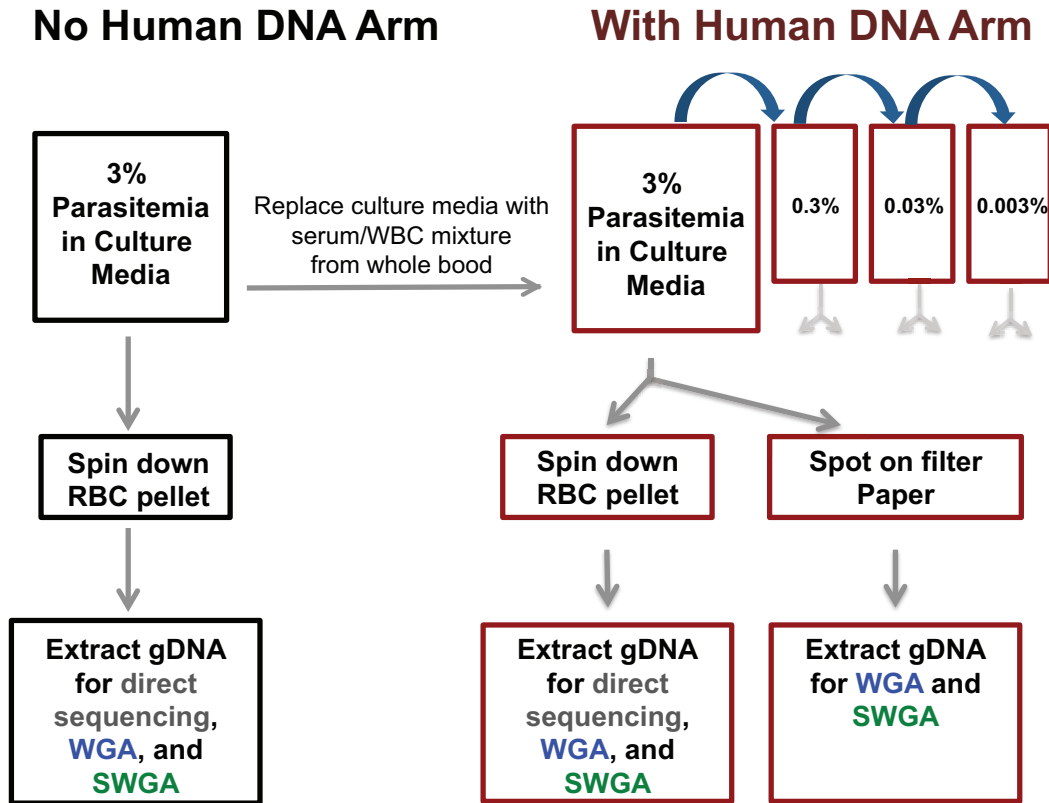 No Human DNA Arm
With Human DNA Arm
3%
Parasitemia
in Culture
Media
Replace culture media with
serum/WBC mixture
from whole bood
3%
Parasitemia
in Culture
Media
0.3%
0.03%
0.003%
Spin down
RBC pellet
Spin down
RBC pellet
Spot on filter
Paper
Extract gDNA
for direct
sequencing,
WGA, and
SWGA
Extract gDNA
for direct
sequencing,
WGA, and
SWGA
Extract gDNA
for WGA and
SWGA